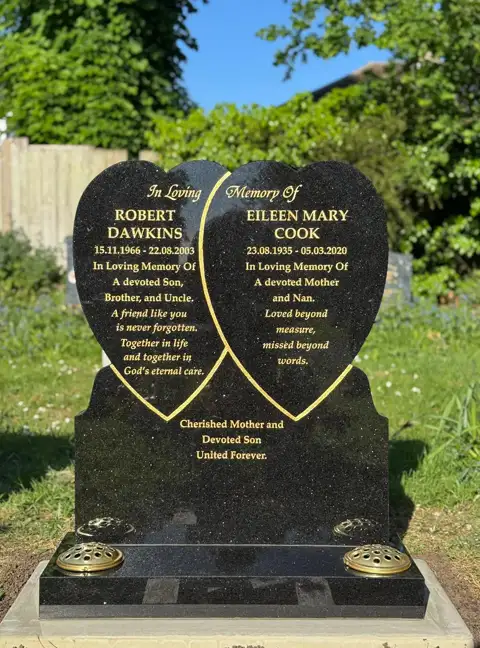 In Loving Memory Of
ROBERT
DAWKINS
15.11.1966 - 22.08.2003
In Loving Memory Of
A devoted Son,
Brother, and Uncle.
A friend like you
is never forgotten.
Together in life
and together in
God's eternal care.
EILEEN MARY
COOK
23.08.1935 - 05.03.2020
In Loving Memory Of
A devoted Mother
and Nan.
Loved beyond
measure,
missed beyond
words.
Cherished Mother and
Devoted Son
United Forever.